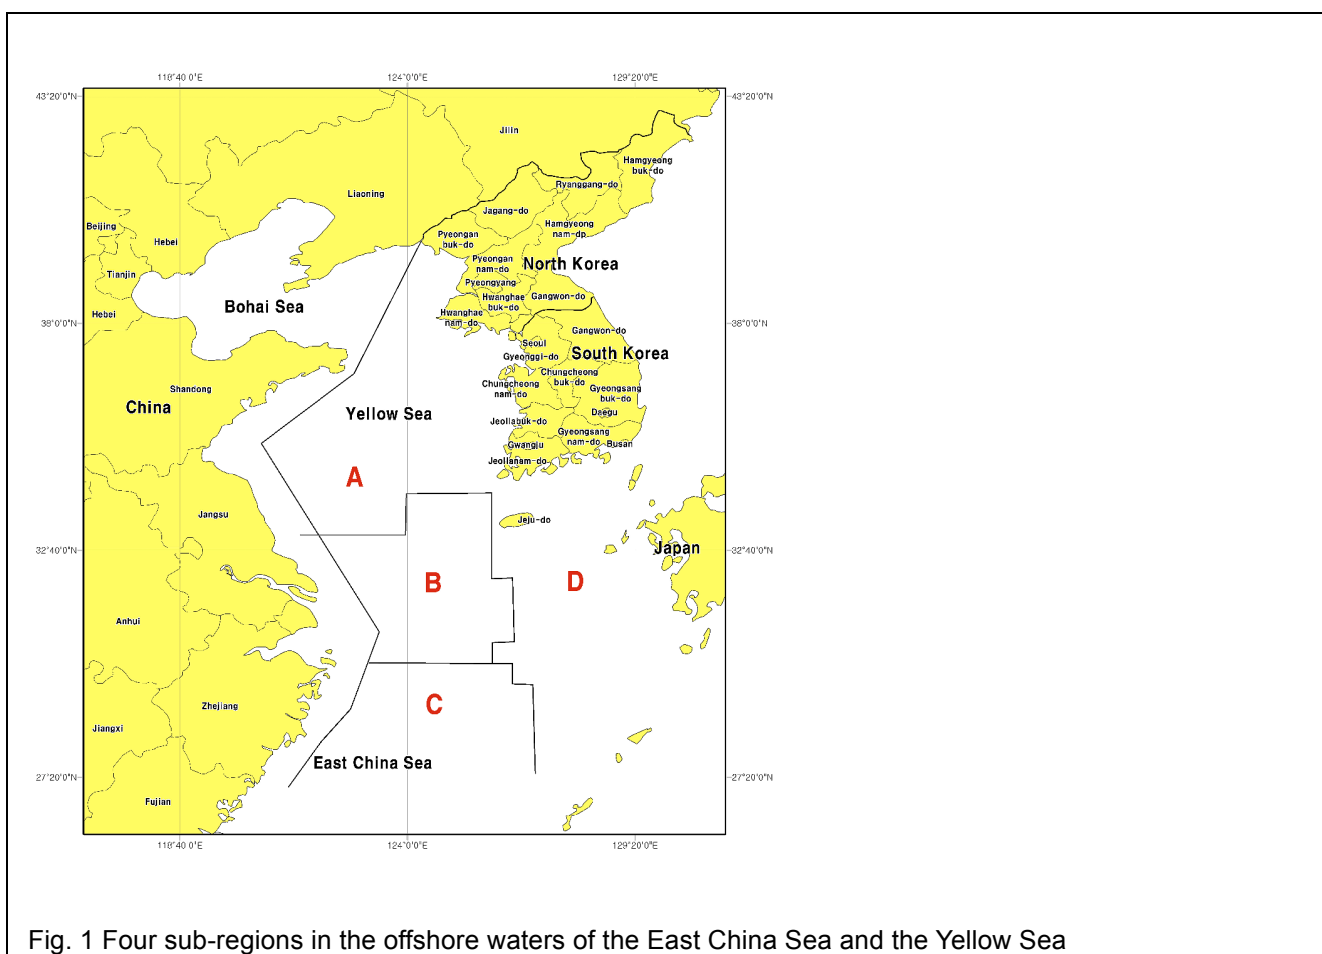 118°40'0"E 124°0'0"E 129°20'0"E
43°20'0"N 43°20'0"N
Jilin
Hamgyeong
buk-do
Ryanggang-do
Liaoning
Jagang-do
Beijing
Hamgyeong
nam-dp
Hebei
Pyeongan
buk-do
Pyeongan
nam-do
North Korea
Tianjin
Pyeongyang
Hwanghae
buk-do
Gangwon-do
Bohai Sea
Hebei
Hwanghae
nam-do
38°0'0"N 38°0'0"N
Gangwon-do
Seoul
South Korea
Gyeonggi-do
Chungcheong
buk-do
Chungcheong
nam-do
Shandong
Gyeongsang
buk-do
China
Yellow Sea
Daegu
Jeollabuk-do
Gyeongsang
nam-do
Busan
Gwangju
Jeollanam-do
A
Jangsu
Jeju-do
32°40'0"N 32°40'0"N
Japan
B
D
Anhui
C
Zhejiang
Jiangxi
East China Sea
27°20'0"N 27°20'0"N
Fujian
118°40'0"E 124°0'0"E 129°20'0"E
Fig. 1 Four sub-regions in the offshore waters of the East China Sea and the Yellow Sea